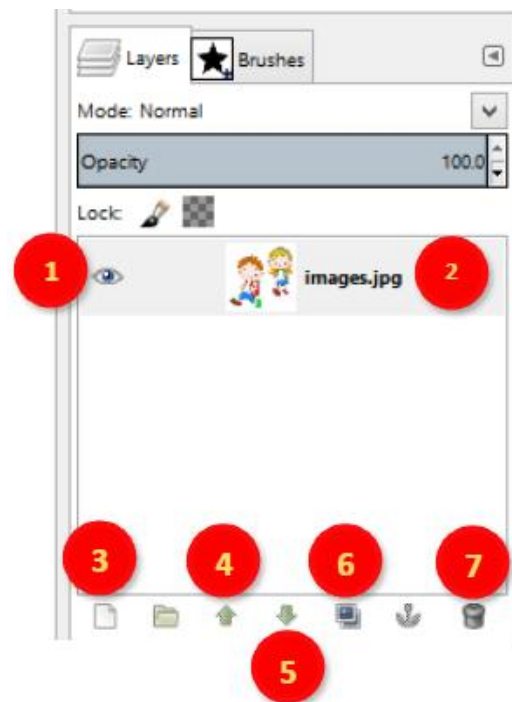 Layers Brushes
Mode: Normal
Opacity 100.0
Lock:
1 images.jpg 2
3 4 6 7
5